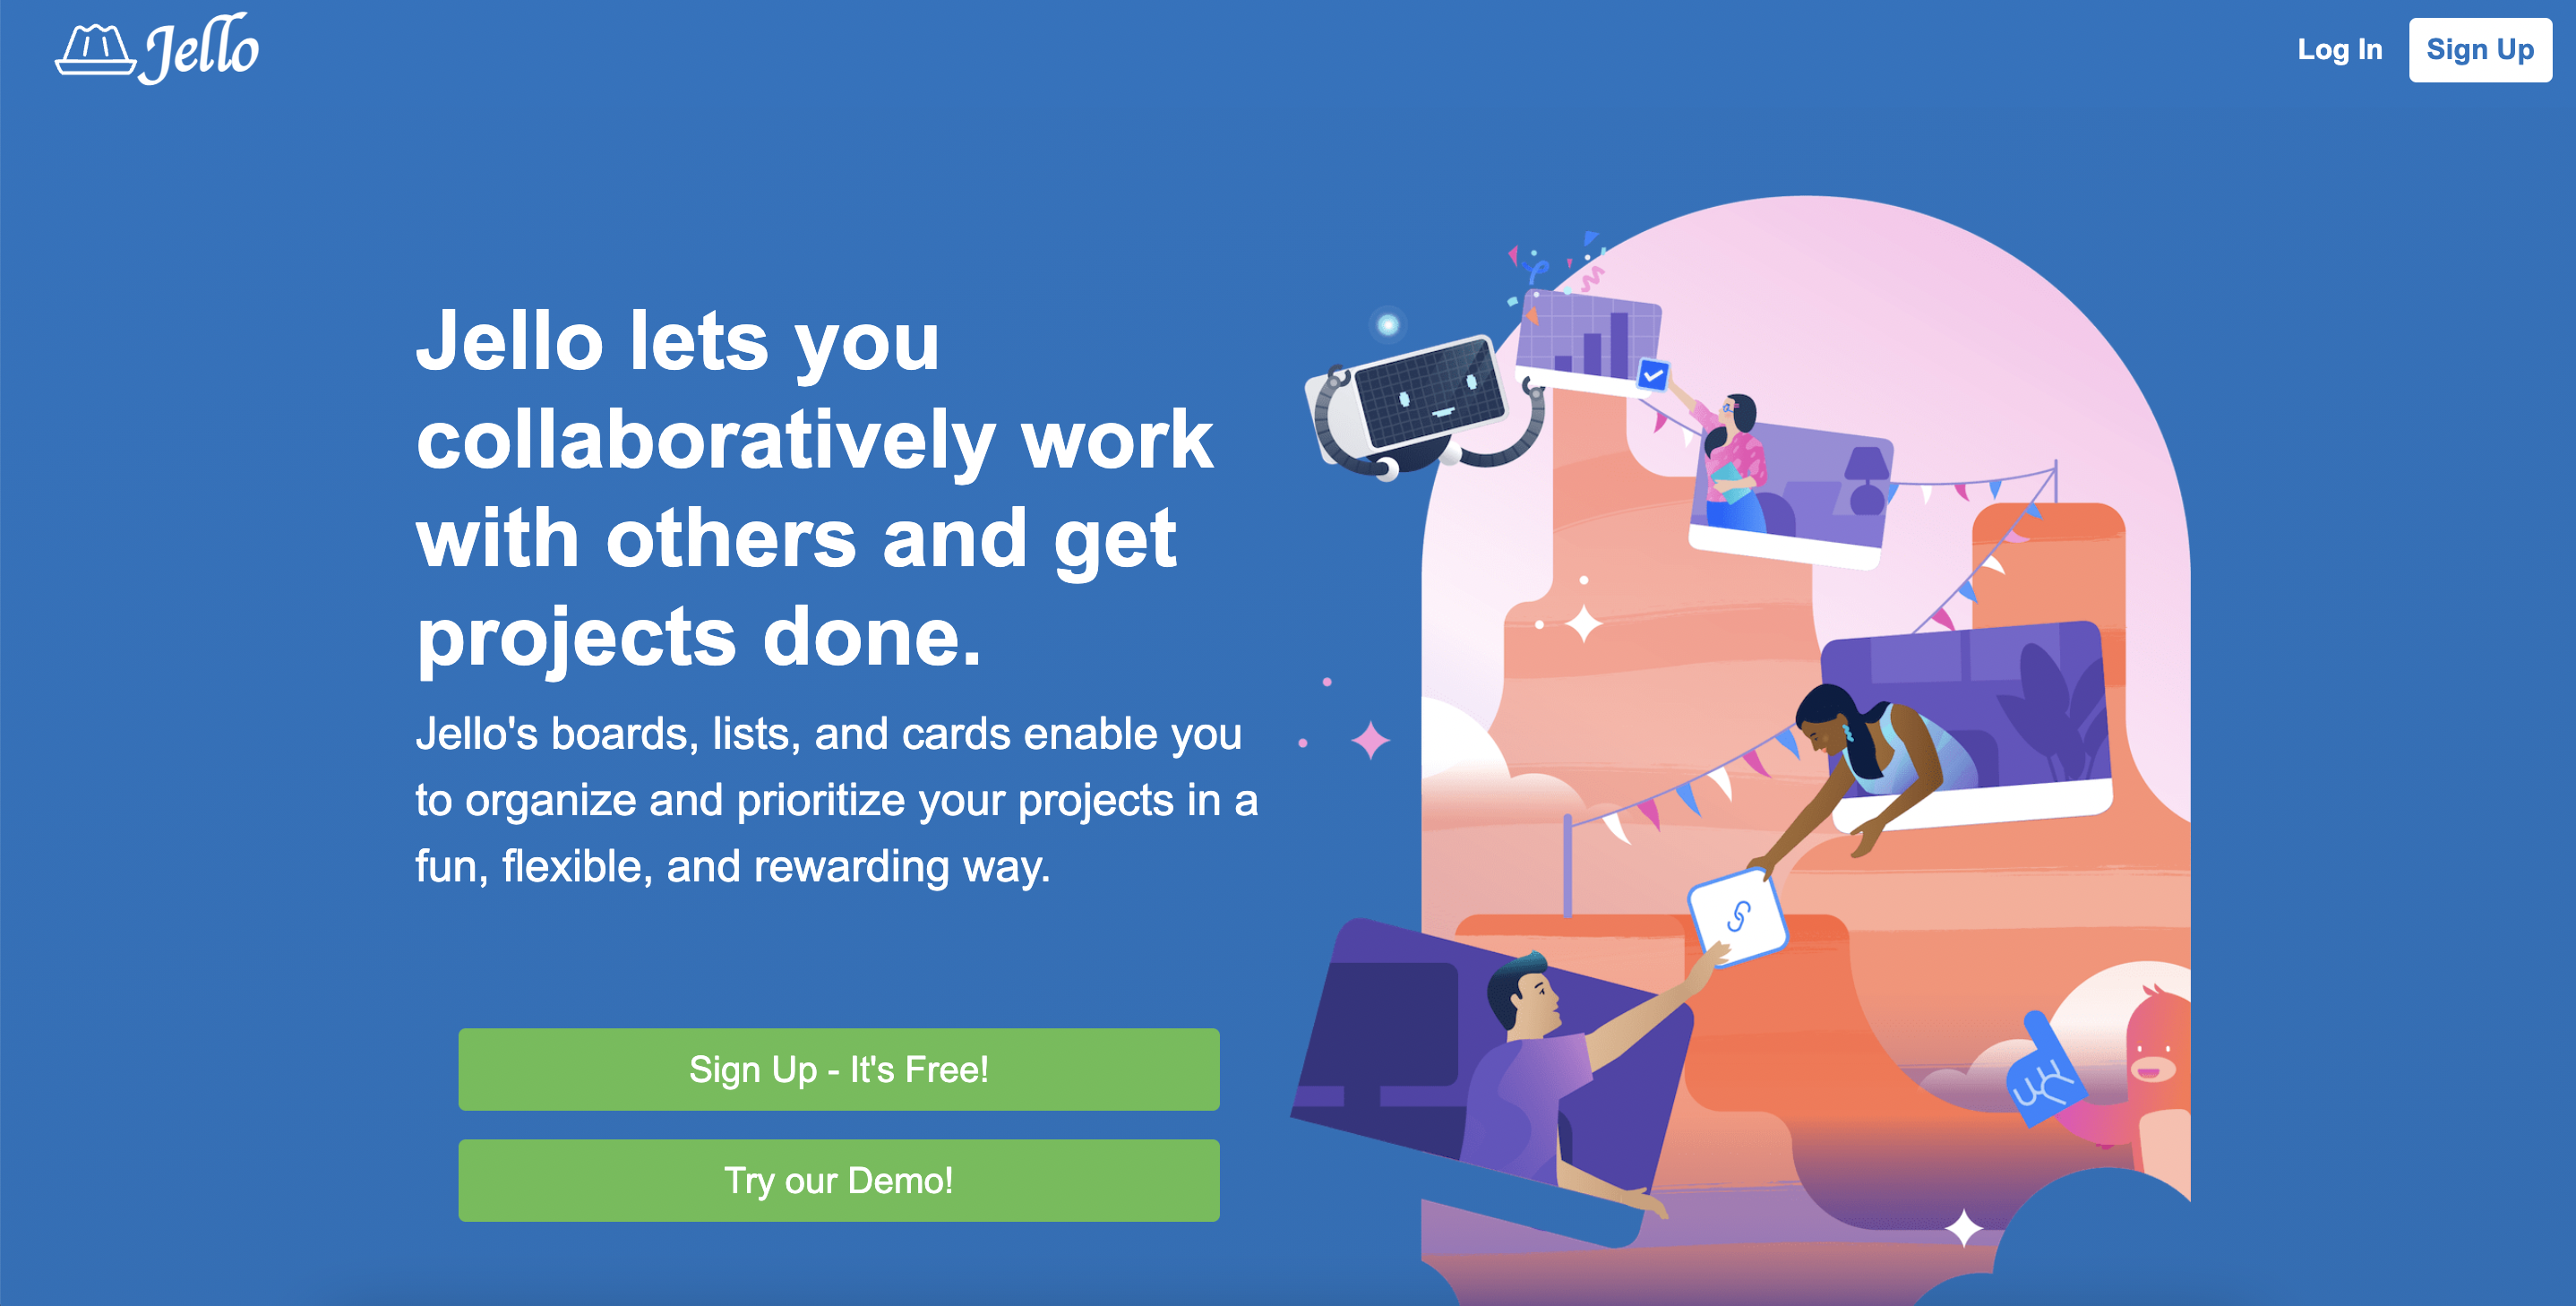 Jello
Log In
Sign Up
Jello lets you
collaboratively work
with others and get
projects done.
Jello's boards, lists, and cards enable you
to organize and prioritize your projects in a
fun, flexible, and rewarding way.
Sign Up - It's Free!
Try our Demo!